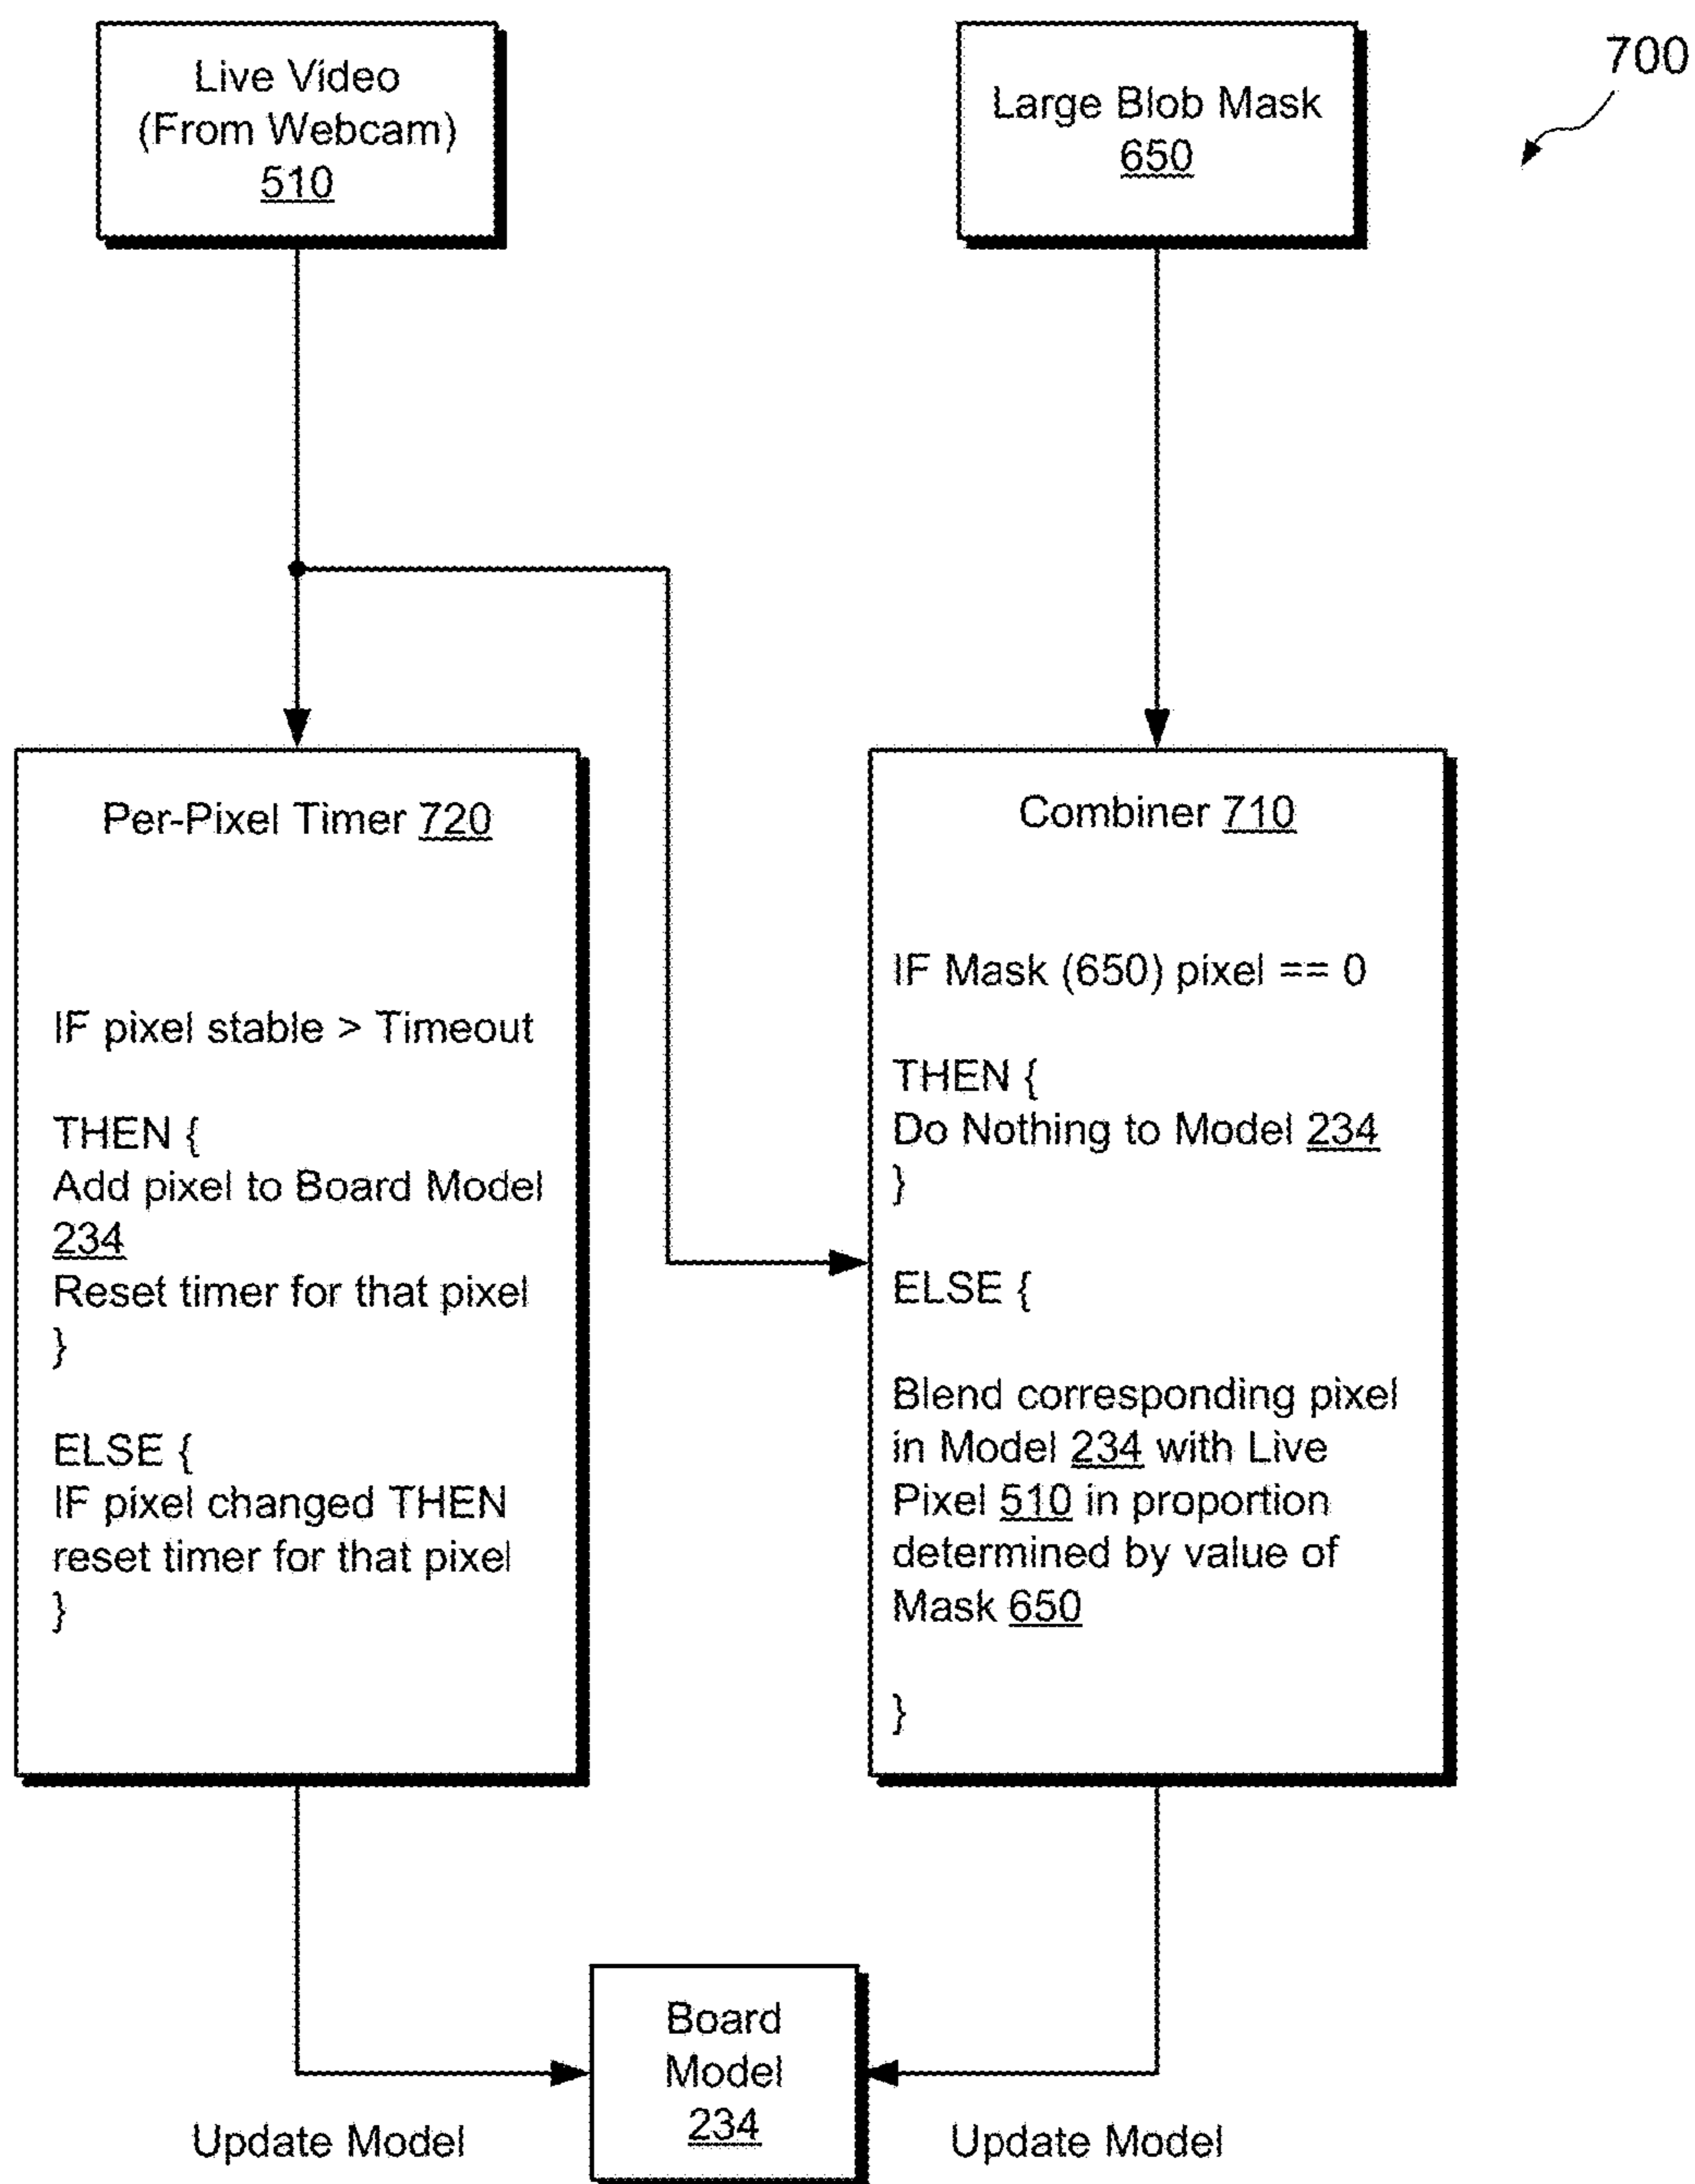 700
Live Video
(From Webcam)
510
Large Blob Mask
650
Per-Pixel Timer 720
IF pixel stable > Timeout
THEN {
Add pixel to Board Model
234
Reset timer for that pixel
}
ELSE {
IF pixel changed THEN
reset timer for that pixel
}
Combiner 710
IF Mask (650) pixel == 0
THEN {
Do Nothing to Model 234
}
ELSE {
Blend corresponding pixel
in Model 234 with Live
Pixel 510 in proportion
determined by value of
Mask 650
}
Board
Model
234
Update Model
Update Model